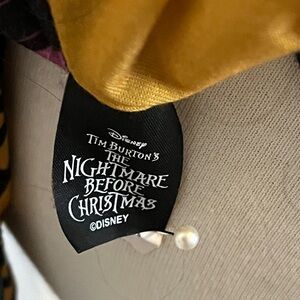 Disney
TIM BURTON'S
THE
NIGHTMARE
BEFORE
CHRISTMAS
©DISNEY